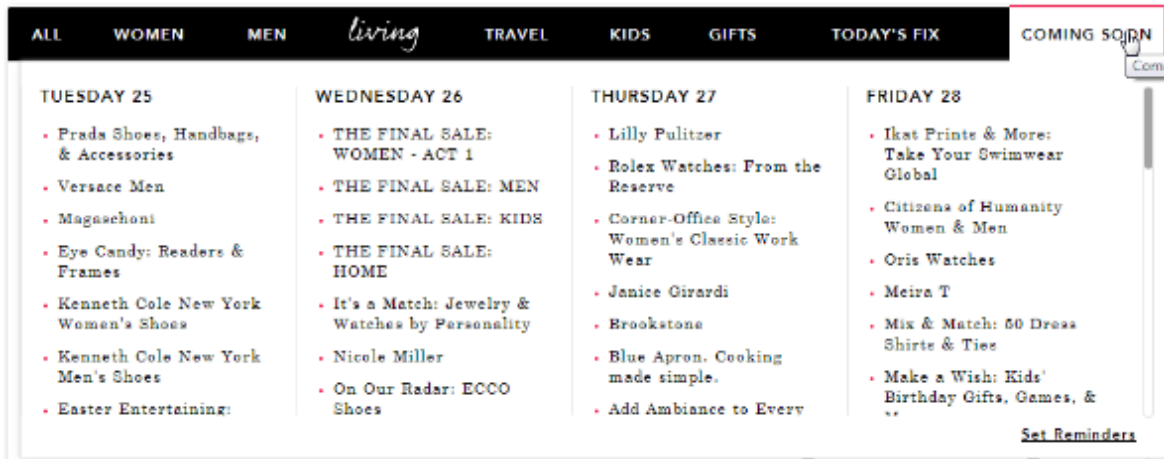 ALL WOMEN MEN living TRAVEL KIDS GIFTS TODAY'S FIX COMING SOON
Com
TUESDAY 25
Prada Shoes, Handbags,
& Accessories
Versace Men
Magaschoni
Eye Candy: Readers &
Frames
Kenneth Cole New York
Women's Shoes
Kenneth Cole New York
Men's Shoes
Easter Entertaining:
WEDNESDAY 26
THE FINAL SALE:
WOMEN - ACT 1
THE FINAL SALE: MEN
THE FINAL SALE: KIDS
THE FINAL SALE:
HOME
It's a Match: Jewelry &
Watches by Personality
Nicole Miller
On Our Radar: ECCO
Shoes
THURSDAY 27
Lilly Pulitzer
Rolex Watches: From the
Reserve
Corner-Office Style:
Women's Classic Work
Wear
Janice Girardi
Brookstone
Blue Apron. Cooking
made simple.
Add Ambiance to Every
FRIDAY 28
Ikat Prints & More:
Take Your Swimwear
Global
Citizens of Humanity
Women & Men
Oris Watches
Meira T
Mix & Match: 50 Dress
Shirts & Ties
Make a Wish: Kids'
Birthday Gifts, Games, &
Set Reminders